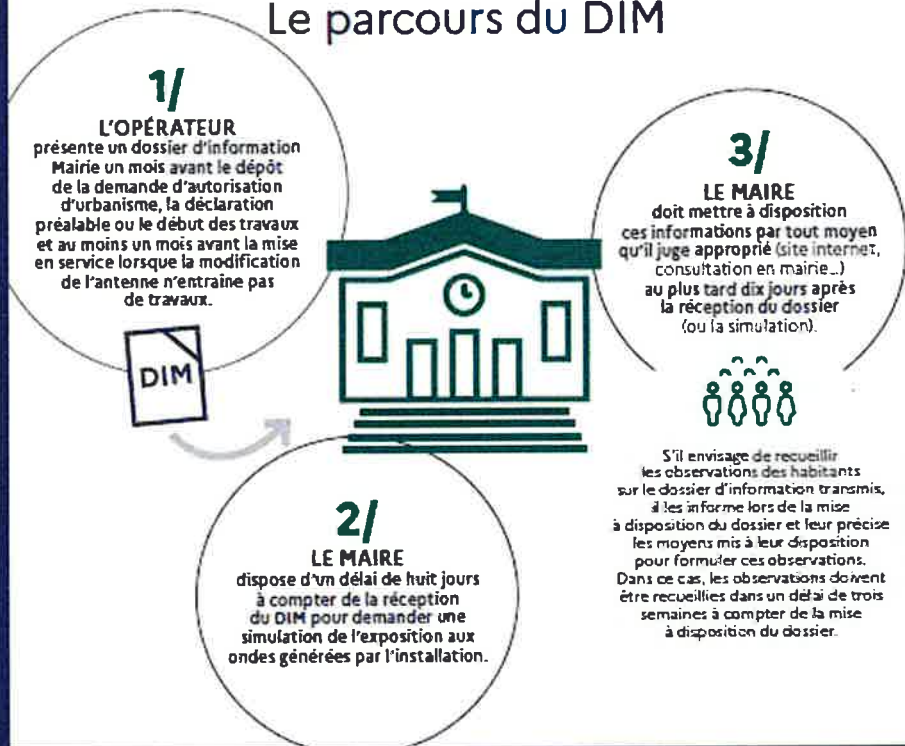 Le parcours du DIM
1/
L'OPÉRATEUR
présente un dossier d'information
Mairie un mois avant le dépôt
de la demande d'autorisation
d'urbanisme, la déclaration
préalable ou le début des travaux
et au moins un mois avant la mise
en service lorsque la modification
de l'antenne n'entraîne pas
de travaux.
DIM
2/
LE MAIRE
dispose d'un délai de huit jours
à compter de la réception
du DIM pour demander une
simulation de l'exposition aux
ondes générées par l'installation.
3/
LE MAIRE
doit mettre à disposition
ces informations par tout moyen
qu'il juge approprié (site internet,
consultation en mairie...)
au plus tard dix jours après
la réception du dossier
(ou la simulation).
S'il envisage de recueillir
les observations des habitants
sur le dossier d'information transmis,
il les informe lors de la mise
à disposition du dossier et leur précise
les moyens mis à leur disposition
pour formuler ces observations.
Dans ce cas, les observations doivent
être recueillies dans un délai de trois
semaines à compter de la mise
à disposition du dossier.